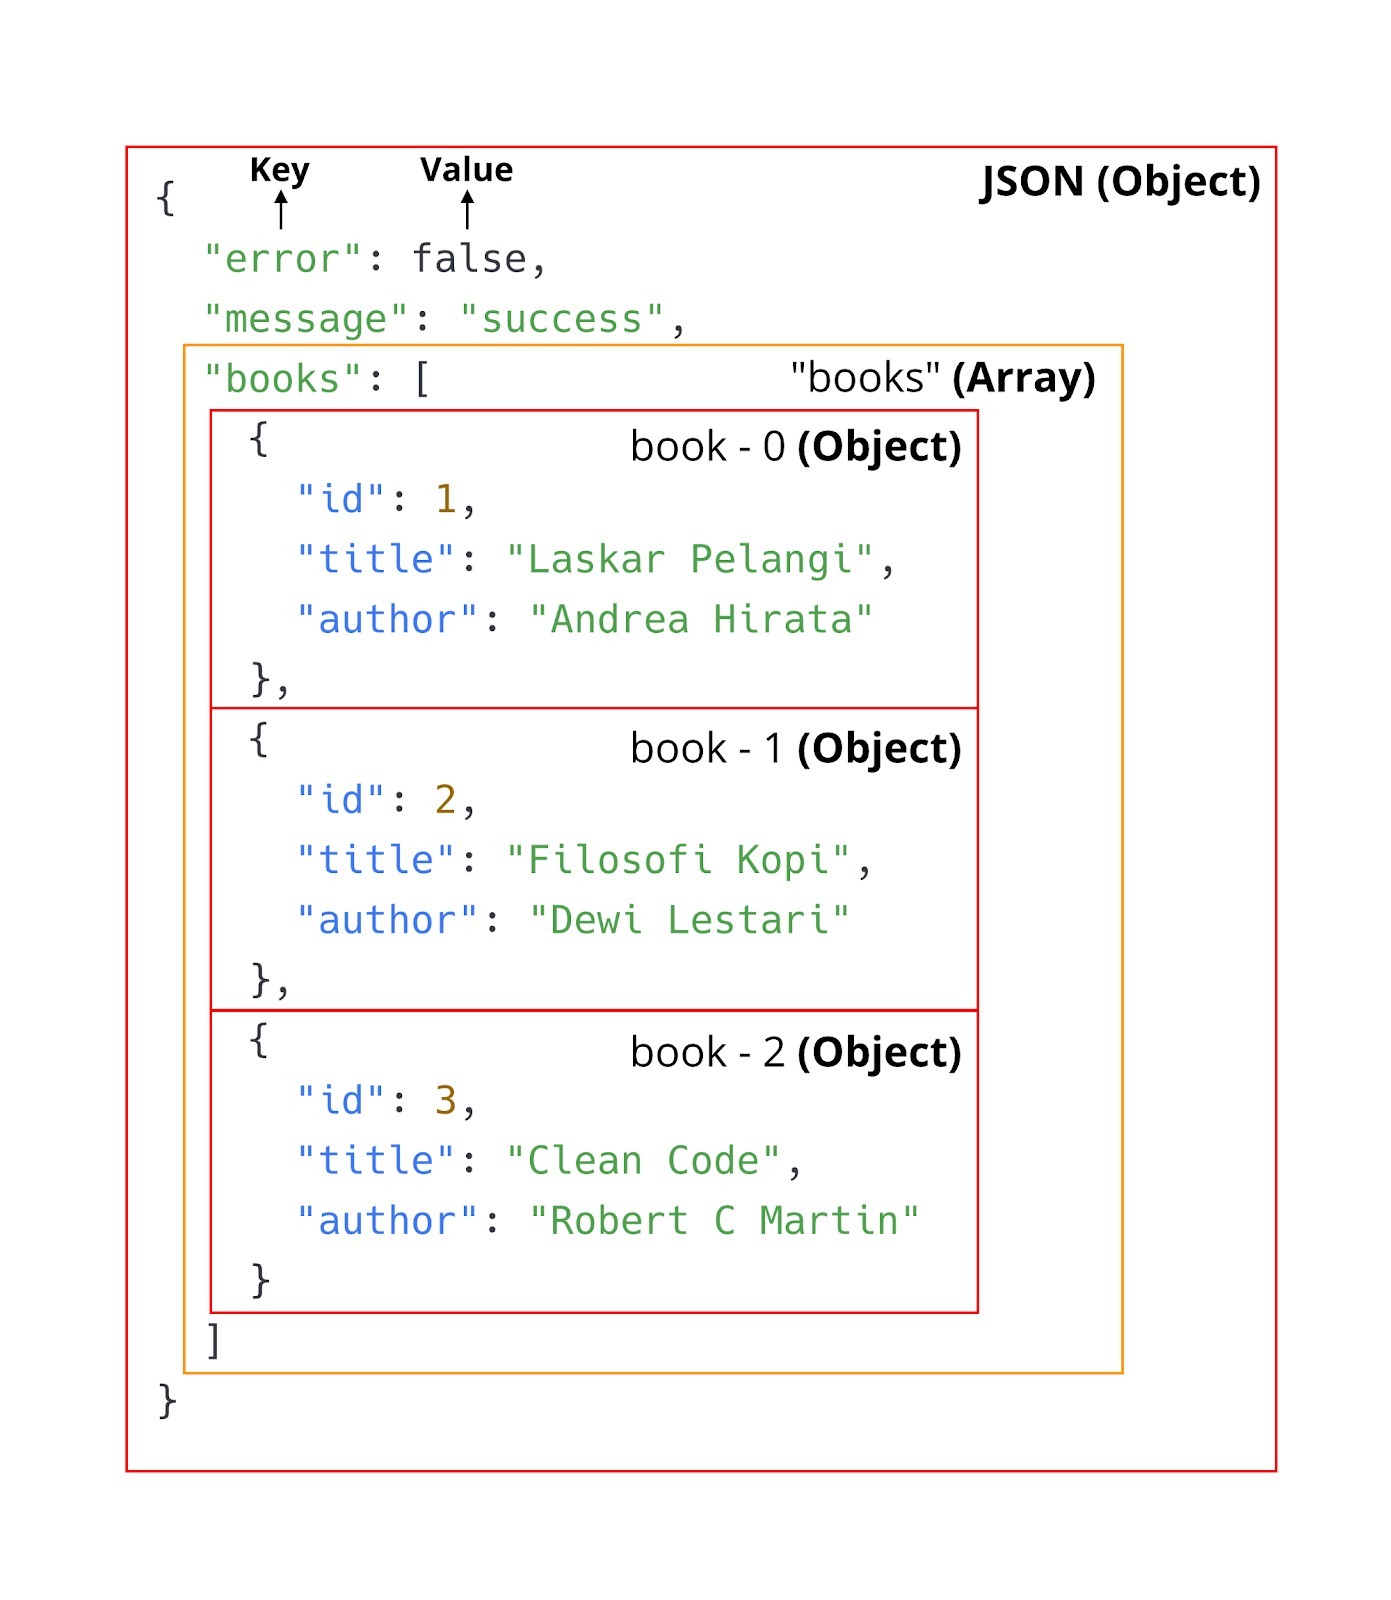 Key Value
JSON (Object)
{
"error": false,
"message": "success",
"books": [ "books" (Array)
{ book - 0 (Object)
"id": 1,
"title": "Laskar Pelangi",
"author": "Andrea Hirata"
},
{ book - 1 (Object)
"id": 2,
"title": "Filosofi Kopi",
"author": "Dewi Lestari"
},
{ book - 2 (Object)
"id": 3,
"title": "Clean Code",
"author": "Robert C Martin"
}
]
}